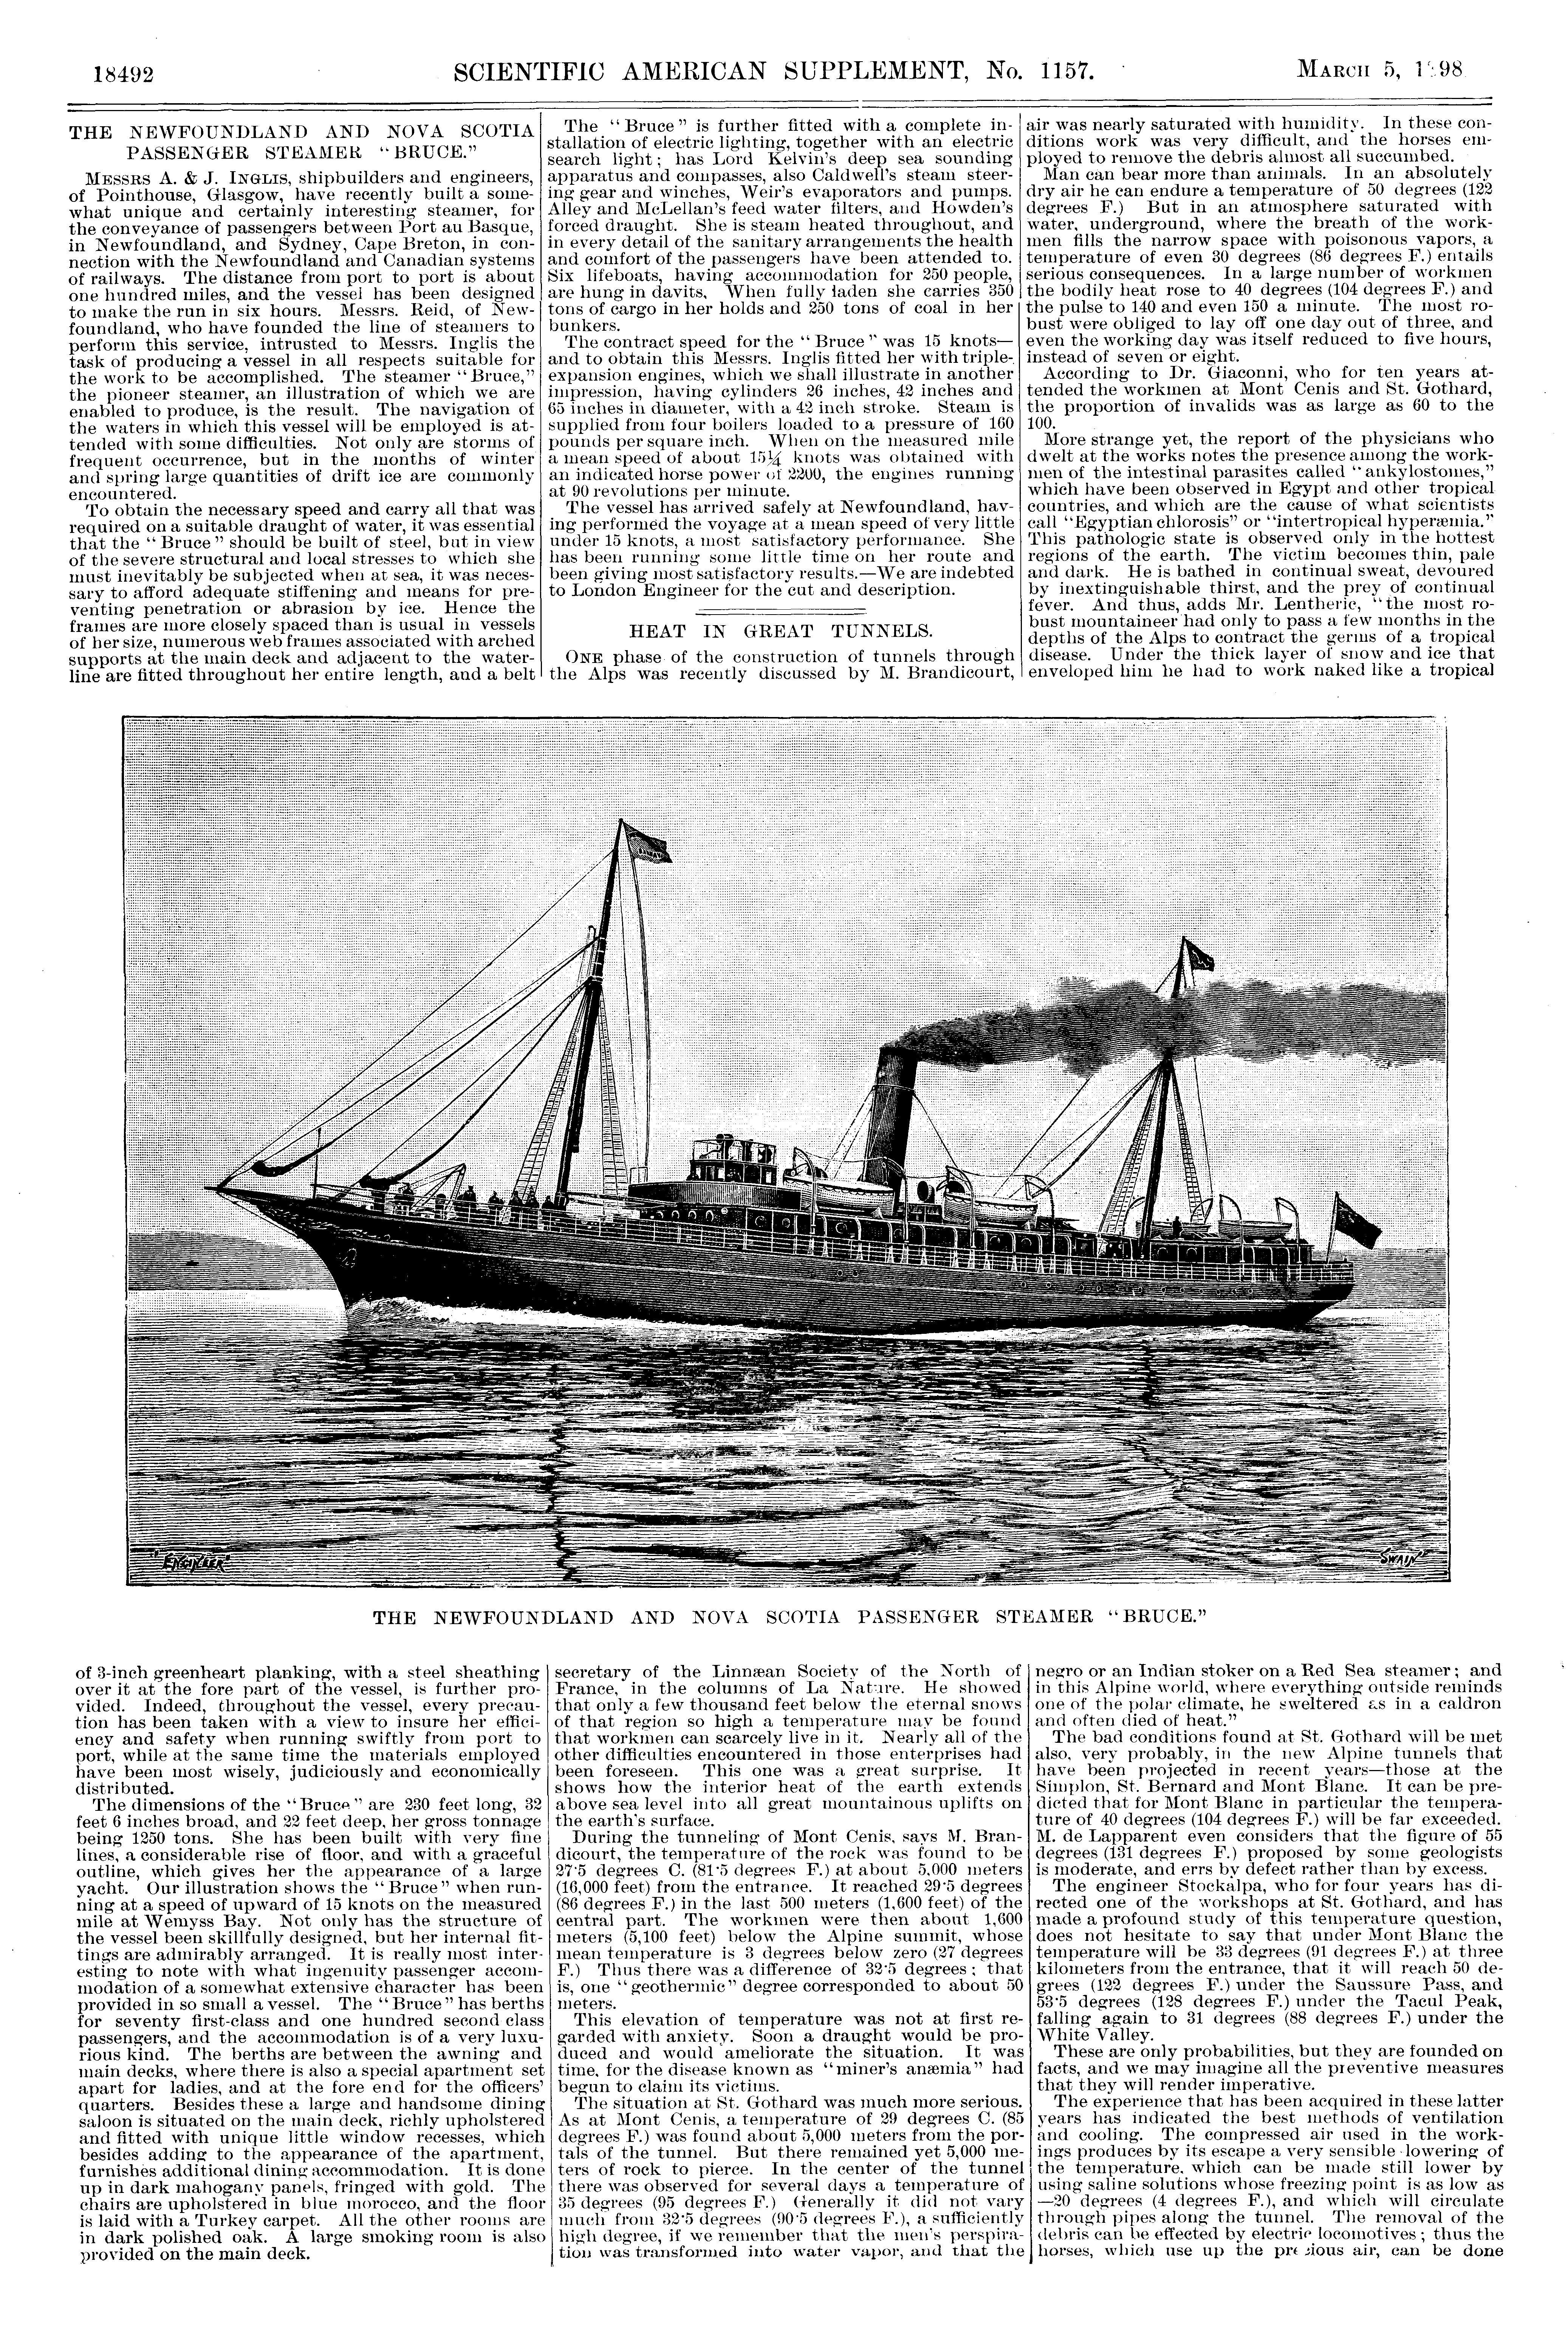 18492 SCIENTIFIC AMERICAN SUPPLEMENT, No. 1157. MARCH 5, 1898
THE NEWFOUNDLAND AND NOVA SCOTIA
PASSENGER STEAMER "BRUCE."
MESSRS A. & J. INGLIS, shipbuilders and engineers,
of Pointhouse, Glasgow, have recently built a some-
what unique and certainly interesting steamer, for
the conveyance of passengers between Port au Basque,
in Newfoundland, and Sydney, Cape Breton, in con-
nection with the Newfoundland and Canadian systems
of railways. The distance from port to port is about
one hundred miles, and the vessel has been designed
to make the run in six hours. Messrs. Reid, of New-
foundland, who have founded the line of steamers to
perform this service, intrusted to Messrs. Inglis the
task of producing a vessel in all respects suitable for
the work to be accomplished. The steamer "Bruce,"
the pioneer steamer, an illustration of which we are
enabled to produce, is the result. The navigation of
the waters in which this vessel will be employed is at-
tended with some difficulties. Not only are storms of
frequent occurrence, but in the months of winter
and spring large quantities of drift ice are commonly
encountered.
To obtain the necessary speed and carry all that was
required on a suitable draught of water, it was essential
that the "Bruce" should be built of steel, but in view
of the severe structural and local stresses to which she
must inevitably be subjected when at sea, it was neces-
sary to afford adequate stiffening and means for pre-
venting penetration or abrasion by ice. Hence the
frames are more closely spaced than is usual in vessels
of her size, numerous web frames associated with arched
supports at the main deck and adjacent to the water-
line are fitted throughout her entire length, and a belt
The "Bruce" is further fitted with a complete in-
stallation of electric lighting, together with an electric
search light; has Lord Kelvin's deep sea sounding
apparatus and compasses, also Caldwell's steam steer-
ing gear and winches, Weir's evaporators and pumps.
Alley and McLellan's feed water filters, and Howden's
forced draught. She is steam heated throughout, and
in every detail of the sanitary arrangements the health
and comfort of the passengers have been attended to.
Six lifeboats, having accommodation for 250 people,
are hung in davits. When fully laden she carries 350
tons of cargo in her holds and 250 tons of coal in her
bunkers.
The contract speed for the "Bruce" was 15 knots—
and to obtain this Messrs. Inglis fitted her with triple-
expansion engines, which we shall illustrate in another
impression, having cylinders 26 inches, 42 inches and
65 inches in diameter, with a 42 inch stroke. Steam is
supplied from four boilers loaded to a pressure of 160
pounds per square inch. When on the measured mile
a mean speed of about 15¼ knots was obtained with
an indicated horse power of 2200, the engines running
at 90 revolutions per minute.
The vessel has arrived safely at Newfoundland, hav-
ing performed the voyage at a mean speed of very little
under 15 knots, a most satisfactory performance. She
has been running some little time on her route and
been giving most satisfactory results.—We are indebted
to London Engineer for the cut and description.
HEAT IN GREAT TUNNELS.
ONE phase of the construction of tunnels through
the Alps was recently discussed by M. Brandicourt,
air was nearly saturated with humidity. In these con-
ditions work was very difficult, and the horses em-
ployed to remove the debris almost all succumbed.
Man can bear more than animals. In an absolutely
dry air he can endure a temperature of 50 degrees (122
degrees F.) But in an atmosphere saturated with
water, underground, where the breath of the work-
men fills the narrow space with poisonous vapors, a
temperature of even 30 degrees (86 degrees F.) entails
serious consequences. In a large number of workmen
the bodily heat rose to 40 degrees (104 degrees F.) and
the pulse to 140 and even 150 a minute. The most ro-
bust were obliged to lay off one day out of three, and
even the working day was itself reduced to five hours,
instead of seven or eight.
According to Dr. Giaconni, who for ten years at-
tended the workmen at Mont Cenis and St. Gothard,
the proportion of invalids was as large as 60 to the
100.
More strange yet, the report of the physicians who
dwelt at the works notes the presence among the work-
men of the intestinal parasites called "ankylostomes,"
which have been observed in Egypt and other tropical
countries, and which are the cause of what scientists
call "Egyptian chlorosis" or "intertropical hyperæmia."
This pathologic state is observed only in the hottest
regions of the earth. The victim becomes thin, pale
and dark. He is bathed in continual sweat, devoured
by inextinguishable thirst, and the prey of continual
fever. And thus, adds Mr. Lentheric, "the most ro-
bust mountaineer had only to pass a few months in the
depths of the Alps to contract the germs of a tropical
disease. Under the thick layer of snow and ice that
enveloped him he had to work naked like a tropical
"ENGINEER"
SWAIN
THE NEWFOUNDLAND AND NOVA SCOTIA PASSENGER STEAMER "BRUCE."
of 3-inch greenheart planking, with a steel sheathing
over it at the fore part of the vessel, is further pro-
vided. Indeed, throughout the vessel, every precau-
tion has been taken with a view to insure her effici-
ency and safety when running swiftly from port to
port, while at the same time the materials employed
have been most wisely, judiciously and economically
distributed.
The dimensions of the "Bruce" are 230 feet long, 32
feet 6 inches broad, and 22 feet deep, her gross tonnage
being 1250 tons. She has been built with very fine
lines, a considerable rise of floor, and with a graceful
outline, which gives her the appearance of a large
yacht. Our illustration shows the "Bruce" when run-
ning at a speed of upward of 15 knots on the measured
mile at Wemyss Bay. Not only has the structure of
the vessel been skillfully designed, but her internal fit-
tings are admirably arranged. It is really most inter-
esting to note with what ingenuity passenger accom-
modation of a somewhat extensive character has been
provided in so small a vessel. The "Bruce" has berths
for seventy first-class and one hundred second class
passengers, and the accommodation is of a very luxu-
rious kind. The berths are between the awning and
main decks, where there is also a special apartment set
apart for ladies, and at the fore end for the officers'
quarters. Besides these a large and handsome dining
saloon is situated on the main deck, richly upholstered
and fitted with unique little window recesses, which
besides adding to the appearance of the apartment,
furnishes additional dining accommodation. It is done
up in dark mahogany panels, fringed with gold. The
chairs are upholstered in blue morocco, and the floor
is laid with a Turkey carpet. All the other rooms are
in dark polished oak. A large smoking room is also
provided on the main deck.
secretary of the Linnæan Society of the North of
France, in the columns of La Nature. He showed
that only a few thousand feet below the eternal snows
of that region so high a temperature may be found
that workmen can scarcely live in it. Nearly all of the
other difficulties encountered in those enterprises had
been foreseen. This one was a great surprise. It
shows how the interior heat of the earth extends
above sea level into all great mountainous uplifts on
the earth's surface.
During the tunneling of Mont Cenis, says M. Bran-
dicourt, the temperature of the rock was found to be
27·5 degrees C. (81·5 degrees F.) at about 5,000 meters
(16,000 feet) from the entrance. It reached 29·5 degrees
(86 degrees F.) in the last 500 meters (1,600 feet) of the
central part. The workmen were then about 1,600
meters (5,100 feet) below the Alpine summit, whose
mean temperature is 3 degrees below zero (27 degrees
F.) Thus there was a difference of 32·5 degrees; that
is, one "geothermic" degree corresponded to about 50
meters.
This elevation of temperature was not at first re-
garded with anxiety. Soon a draught would be pro-
duced and would ameliorate the situation. It was
time, for the disease known as "miner's anæmia" had
begun to claim its victims.
The situation at St. Gothard was much more serious.
As at Mont Cenis, a temperature of 29 degrees C. (85
degrees F.) was found about 5,000 meters from the por-
tals of the tunnel. But there remained yet 5,000 me-
ters of rock to pierce. In the center of the tunnel
there was observed for several days a temperature of
35 degrees (95 degrees F.) Generally it did not vary
much from 32·5 degrees (90·5 degrees F.), a sufficiently
high degree, if we remember that the men's perspira-
tion was transformed into water vapor, and that the
negro or an Indian stoker on a Red Sea steamer; and
in this Alpine world, where everything outside reminds
one of the polar climate, he sweltered as in a caldron
and often died of heat."
The bad conditions found at St. Gothard will be met
also, very probably, in the new Alpine tunnels that
have been projected in recent years—those at the
Simplon, St. Bernard and Mont Blanc. It can be pre-
dicted that for Mont Blanc in particular the tempera-
ture of 40 degrees (104 degrees F.) will be far exceeded.
M. de Lapparent even considers that the figure of 55
degrees (131 degrees F.) proposed by some geologists
is moderate, and errs by defect rather than by excess.
The engineer Stockalpa, who for four years has di-
rected one of the workshops at St. Gothard, and has
made a profound study of this temperature question,
does not hesitate to say that under Mont Blanc the
temperature will be 33 degrees (91 degrees F.) at three
kilometers from the entrance, that it will reach 50 de-
grees (122 degrees F.) under the Saussure Pass, and
53·5 degrees (128 degrees F.) under the Tacul Peak,
falling again to 31 degrees (88 degrees F.) under the
White Valley.
These are only probabilities, but they are founded on
facts, and we may imagine all the preventive measures
that they will render imperative.
The experience that has been acquired in these latter
years has indicated the best methods of ventilation
and cooling. The compressed air used in the work-
ings produces by its escape a very sensible lowering of
the temperature, which can be made still lower by
using saline solutions whose freezing point is as low as
—20 degrees (4 degrees F.), and which will circulate
through pipes along the tunnel. The removal of the
debris can be effected by electric locomotives; thus the
horses, which use up the precious air, can be done